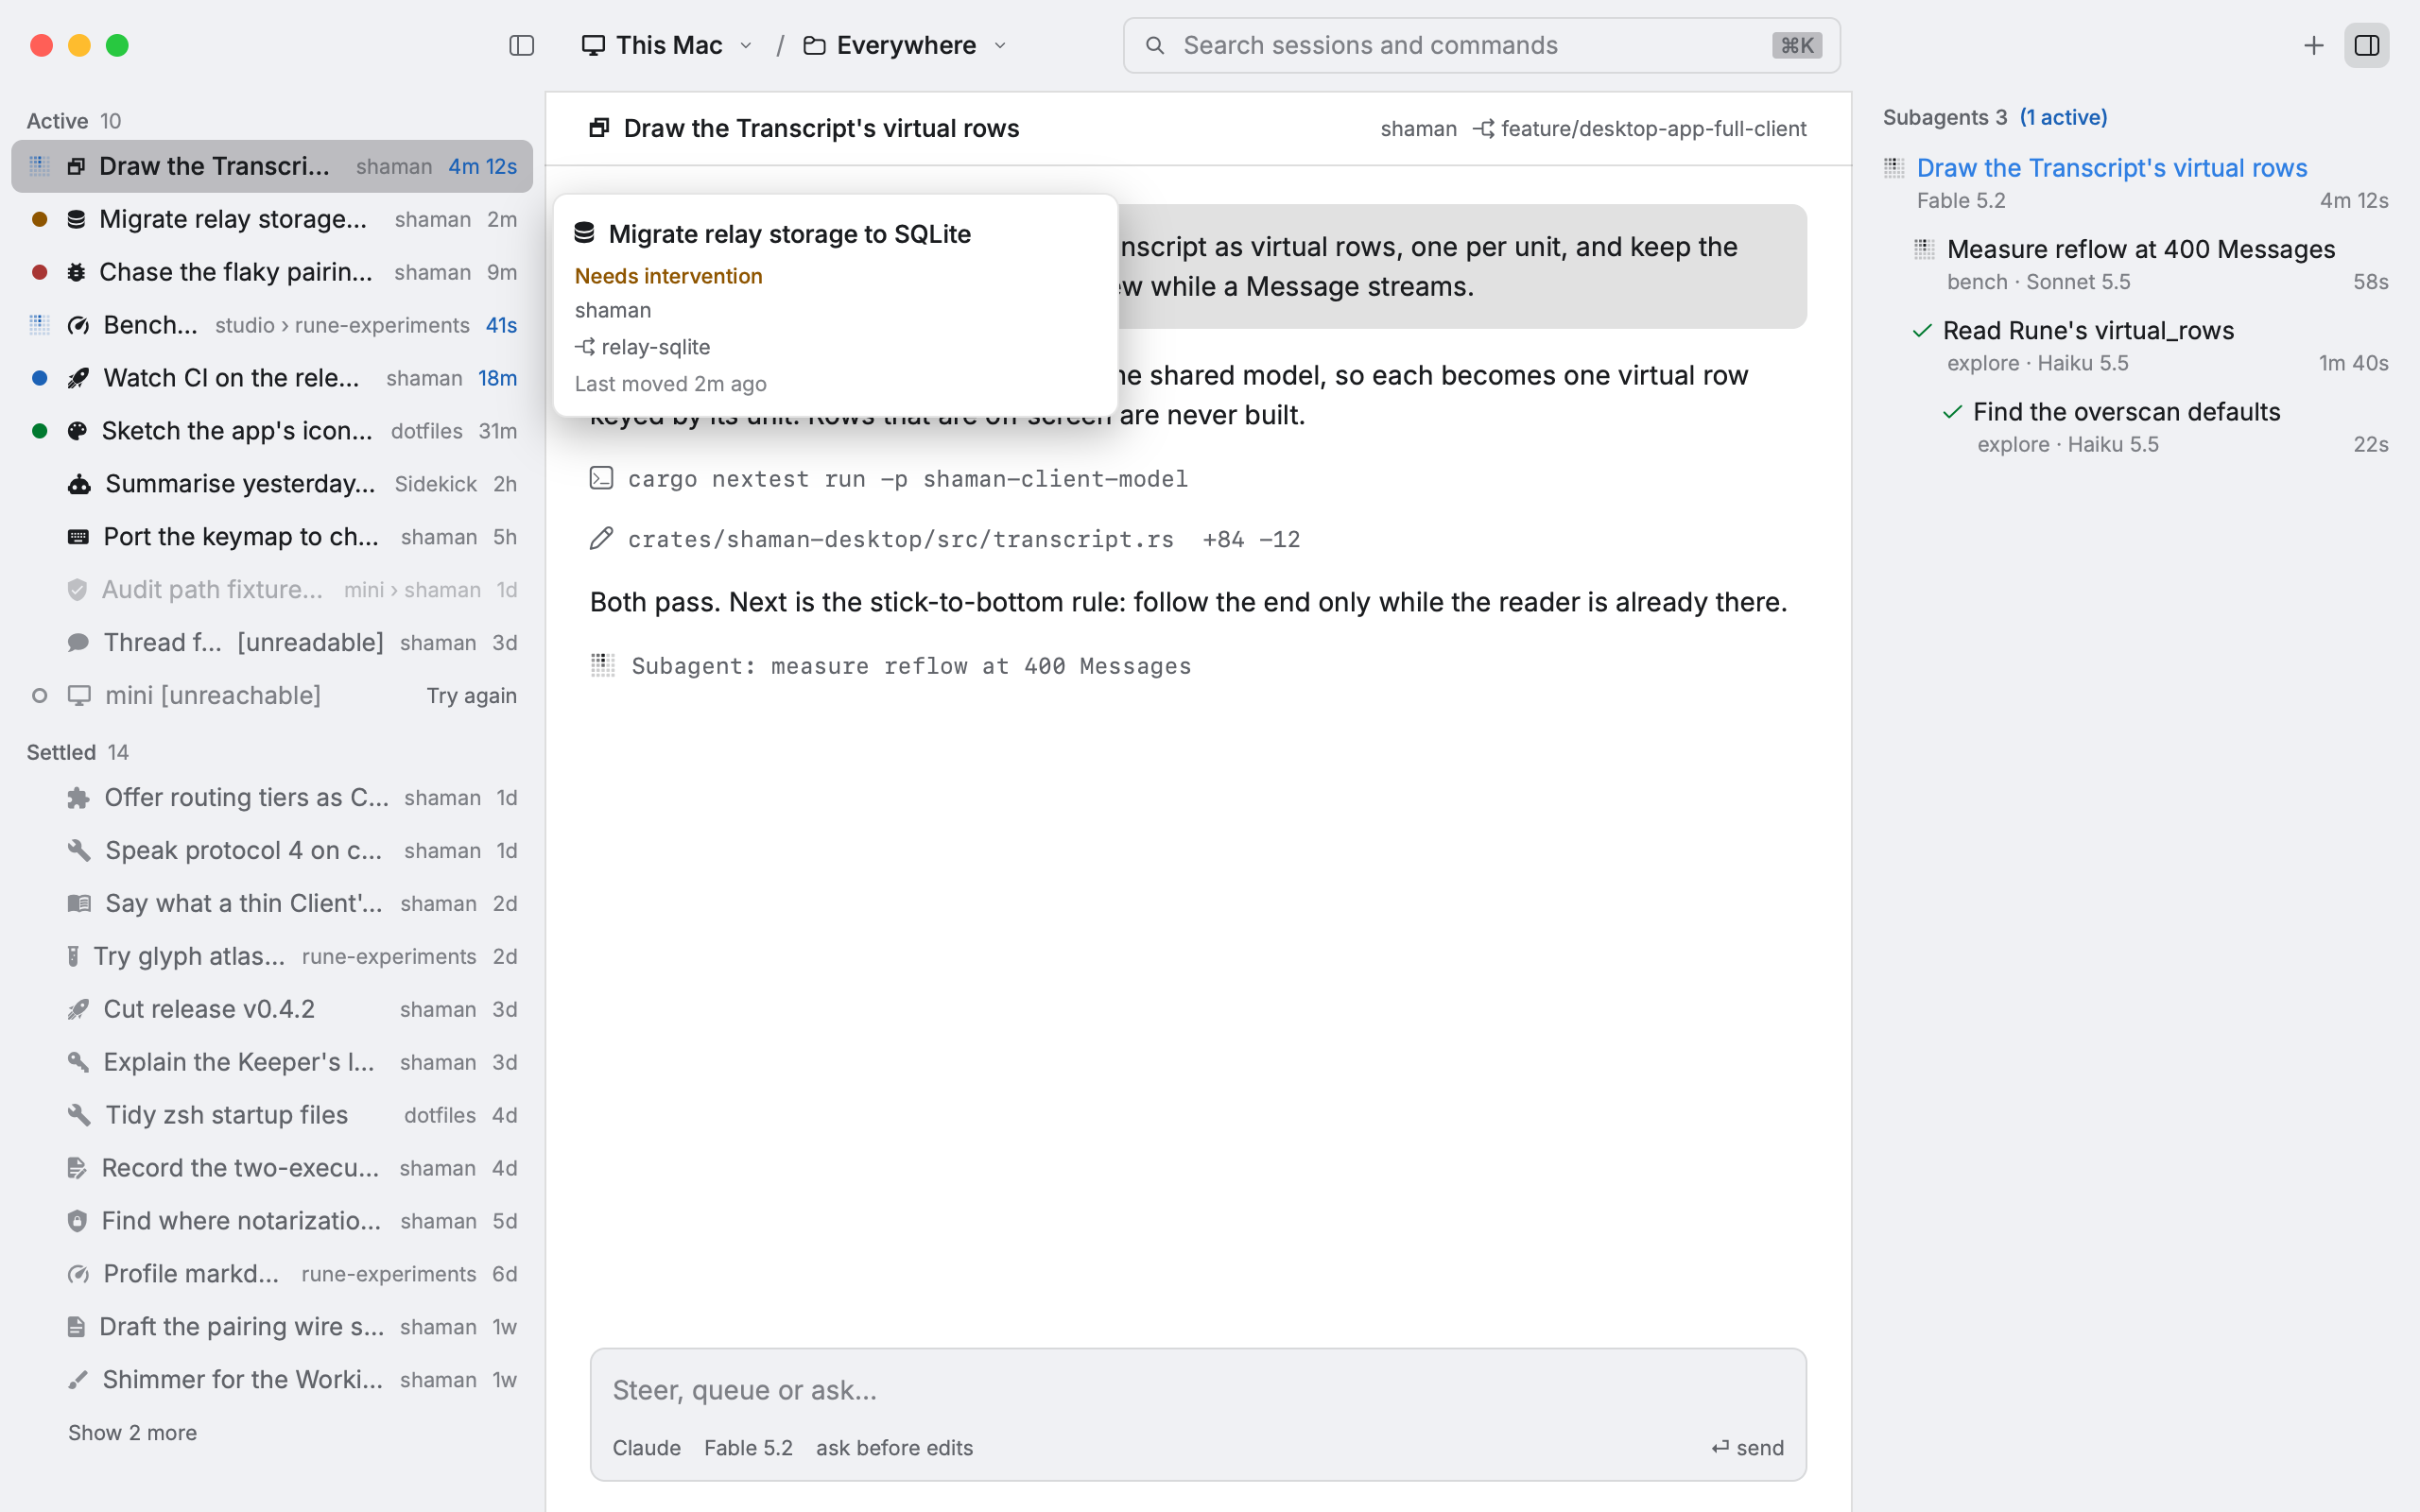 This Mac / Everywhere
Search sessions and commands ⌘K
Active 10
Draw the Transcri... shaman 4m 12s
Migrate relay storage... shaman 2m
Chase the flaky pairin... shaman 9m
Bench... studio › rune-experiments 41s
Watch CI on the rele... shaman 18m
Sketch the app's icon... dotfiles 31m
Summarise yesterday... Sidekick 2h
Port the keymap to ch... shaman 5h
Audit path fixture... mini › shaman 1d
Thread f... [unreadable] shaman 3d
mini [unreachable] Try again
Settled 14
Offer routing tiers as C... shaman 1d
Speak protocol 4 on c... shaman 1d
Say what a thin Client'... shaman 2d
Try glyph atlas... rune-experiments 2d
Cut release v0.4.2 shaman 3d
Explain the Keeper's l... shaman 3d
Tidy zsh startup files dotfiles 4d
Record the two-execu... shaman 4d
Find where notarizatio... shaman 5d
Profile markd... rune-experiments 6d
Draft the pairing wire s... shaman 1w
Shimmer for the Worki... shaman 1w
Show 2 more
Draw the Transcript's virtual rows shaman feature/desktop-app-full-client
Migrate relay storage to SQLite
Needs intervention
shaman
relay-sqlite
Last moved 2m ago
nscript as virtual rows, one per unit, and keep the
while a Message streams.
shared model, so each becomes one virtual row
keyed by its unit. Rows that are off screen are never built.
cargo nextest run -p shaman-client-model
crates/shaman-desktop/src/transcript.rs +84 -12
Both pass. Next is the stick-to-bottom rule: follow the end only while the reader is already there.
Subagent: measure reflow at 400 Messages
Steer, queue or ask...
Claude Fable 5.2 ask before edits send
Subagents 3 (1 active)
Draw the Transcript's virtual rows
Fable 5.2 4m 12s
Measure reflow at 400 Messages
bench · Sonnet 5.5 58s
Read Rune's virtual_rows
explore · Haiku 5.5 1m 40s
Find the overscan defaults
explore · Haiku 5.5 22s